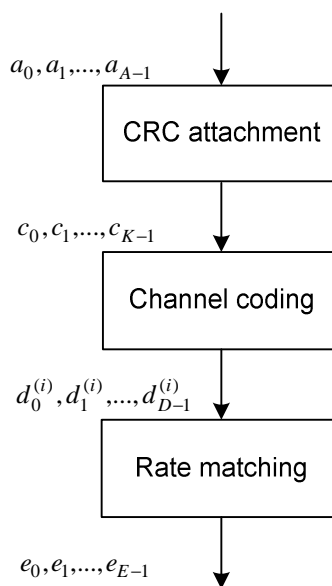 a_0, a_1,..., a_{A-1}
CRC attachment
c_0, c_1,..., c_{K-1}
Channel coding
d_0^{(i)}, d_1^{(i)},..., d_{D-1}^{(i)}
Rate matching
e_0, e_1,..., e_{E-1}